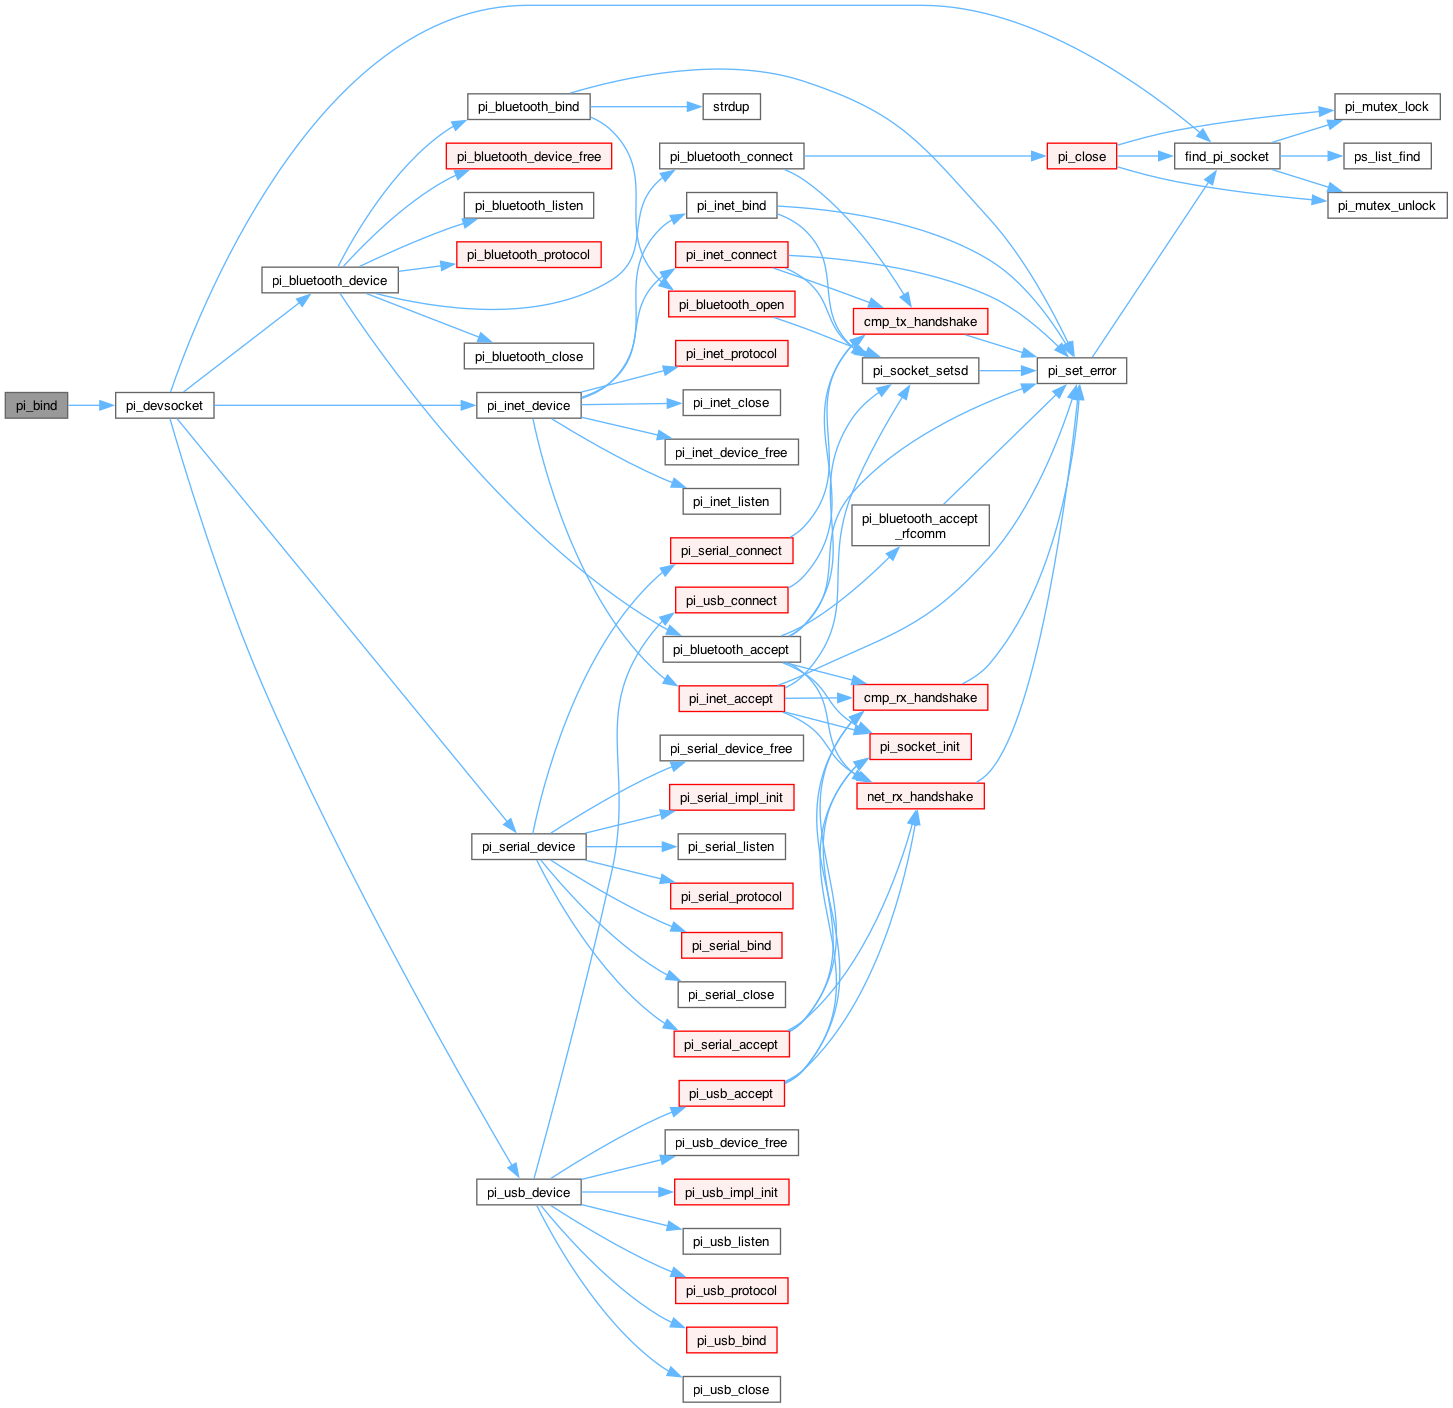 pi_bind
pi_devsocket
pi_bluetooth_device
pi_bluetooth_bind
pi_bluetooth_device_free
pi_bluetooth_listen
pi_bluetooth_protocol
pi_bluetooth_close
pi_inet_device
pi_serial_device
pi_usb_device
strdup
pi_bluetooth_connect
pi_inet_bind
pi_inet_connect
pi_bluetooth_open
pi_inet_protocol
pi_inet_close
pi_inet_device_free
pi_inet_listen
pi_serial_connect
pi_usb_connect
pi_bluetooth_accept
pi_inet_accept
pi_serial_device_free
pi_serial_impl_init
pi_serial_listen
pi_serial_protocol
pi_serial_bind
pi_serial_close
pi_serial_accept
pi_usb_accept
pi_usb_device_free
pi_usb_impl_init
pi_usb_listen
pi_usb_protocol
pi_usb_bind
pi_usb_close
cmp_tx_handshake
pi_socket_setsd
pi_bluetooth_accept
_rfcomm
cmp_rx_handshake
pi_socket_init
net_rx_handshake
pi_close
pi_set_error
find_pi_socket
pi_mutex_lock
ps_list_find
pi_mutex_unlock